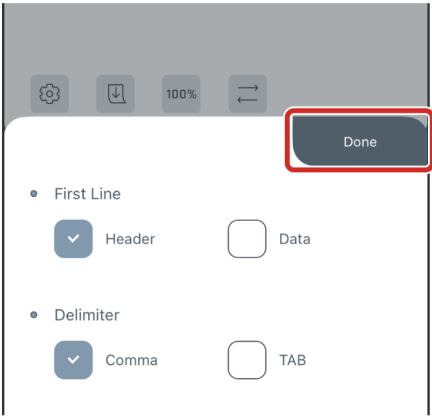 100%
Done
First Line
Header Data
Delimiter
Comma TAB